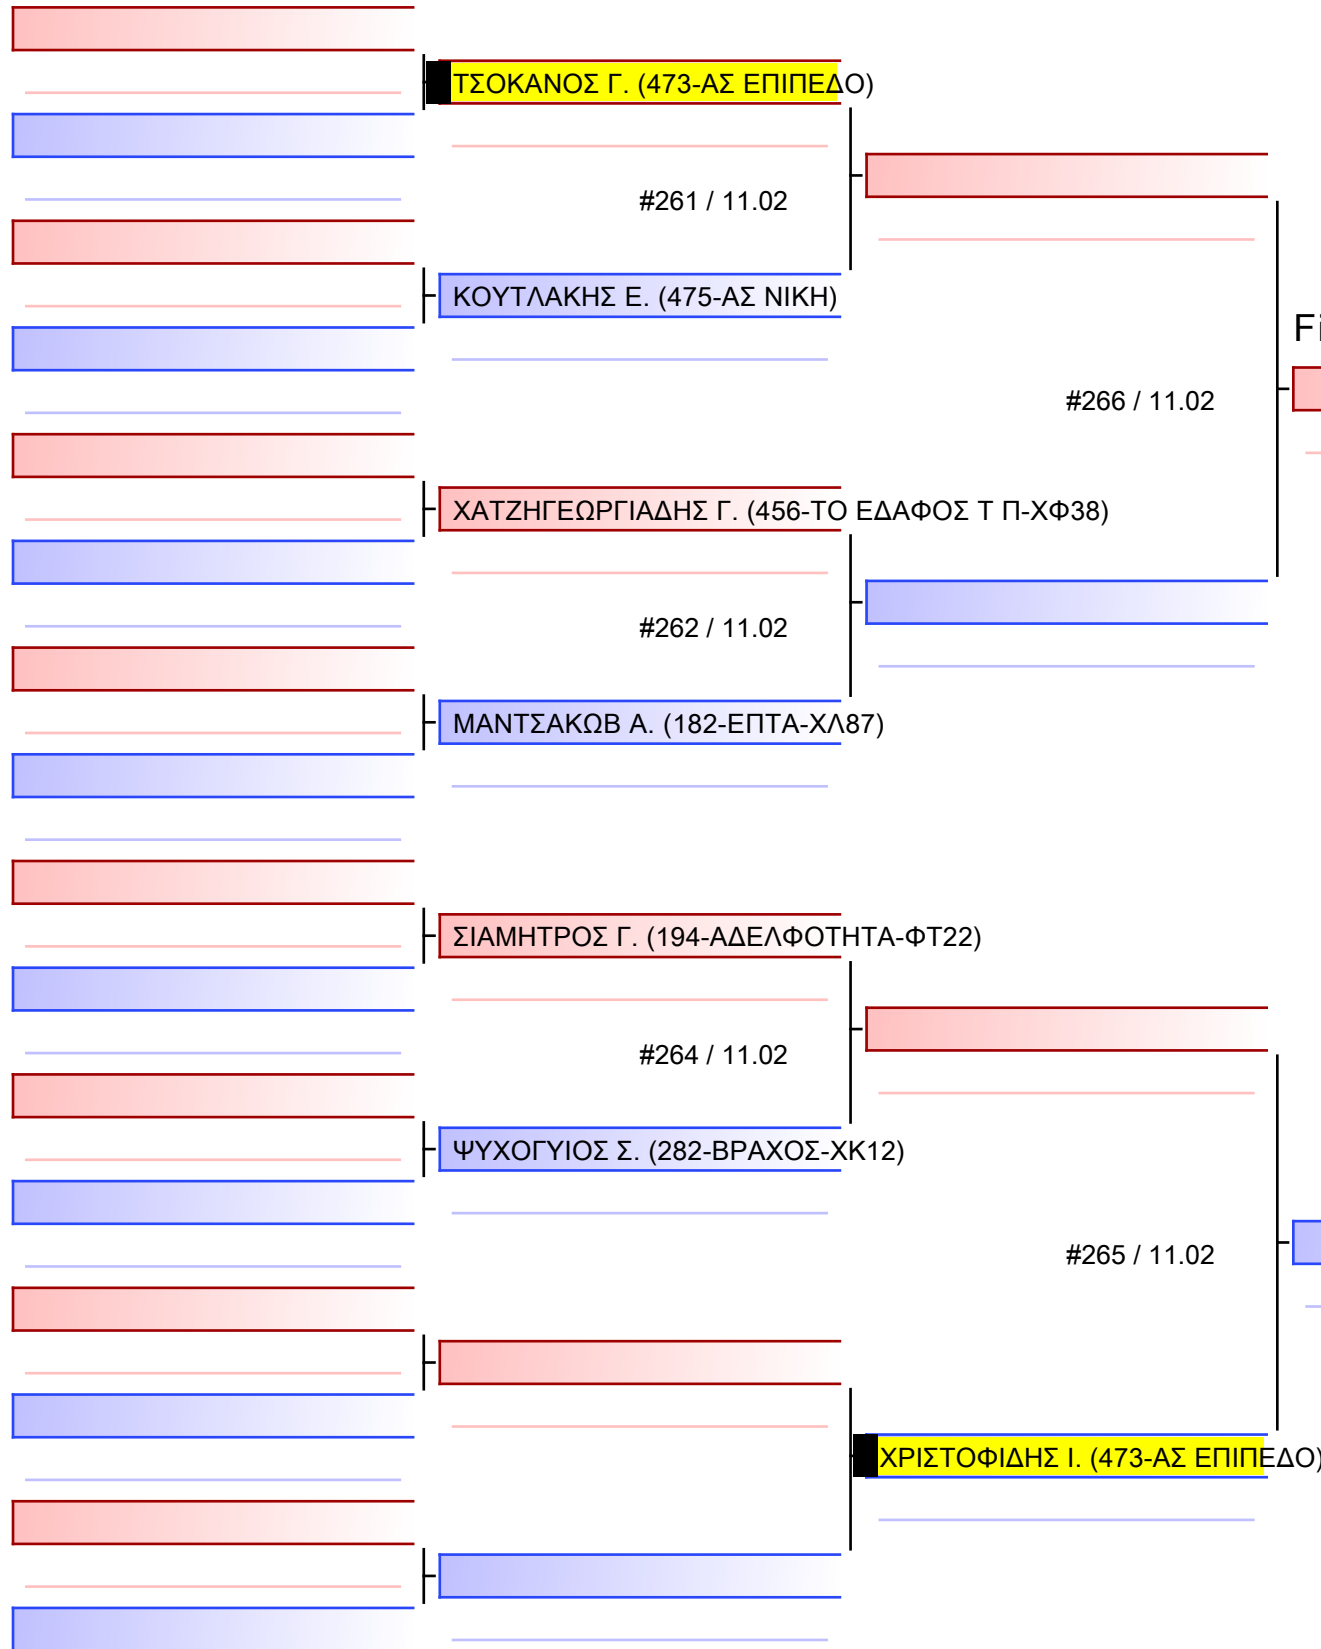 ΤΣΟΚΑΝΟΣ Γ. (473-ΑΣ ΕΠΙΠΕΔΟ)
#261 / 11.02
ΚΟΥΤΛΑΚΗΣ Ε. (475-ΑΣ ΝΙΚΗ)
Fi
#266 / 11.02
ΧΑΤΖΗΓΕΩΡΓΙΑΔΗΣ Γ. (456-ΤΟ ΕΔΑΦΟΣ Τ Π-ΧΦ38)
#262 / 11.02
ΜΑΝΤΣΑΚΩΒ Α. (182-ΕΠΤΑ-ΧΛ87)
ΣΙΑΜΗΤΡΟΣ Γ. (194-ΑΔΕΛΦΟΤΗΤΑ-ΦΤ22)
#264 / 11.02
ΨΥΧΟΓΥΙΟΣ Σ. (282-ΒΡΑΧΟΣ-ΧΚ12)
#265 / 11.02
ΧΡΙΣΤΟΦΙΔΗΣ Ι. (473-ΑΣ ΕΠΙΠΕΔΟ)